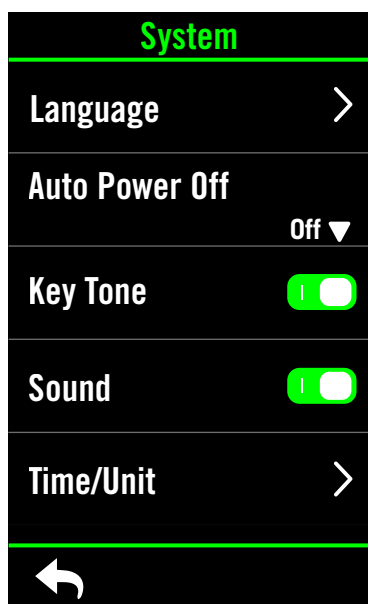 System
Language
Auto Power Off
Off
Key Tone
Sound
Time/Unit